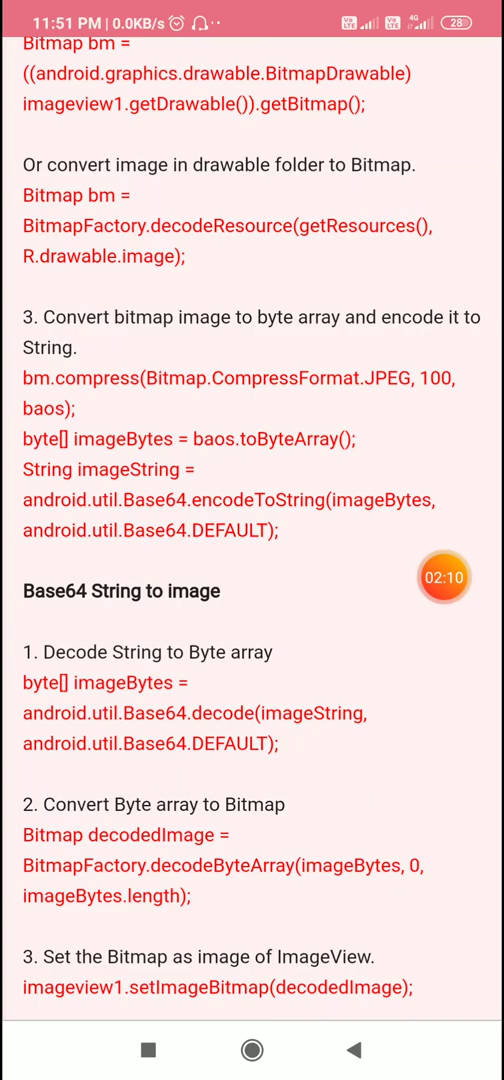 11:51 PM | 0.0KB/s
Vo LTE Vo LTE 4G 28
Bitmap bm =
((android.graphics.drawable.BitmapDrawable)
imageview1.getDrawable()).getBitmap();
Or convert image in drawable folder to Bitmap.
Bitmap bm =
BitmapFactory.decodeResource(getResources(),
R.drawable.image);
3. Convert bitmap image to byte array and encode it to
String.
bm.compress(Bitmap.CompressFormat.JPEG, 100,
baos);
byte[] imageBytes = baos.toByteArray();
String imageString =
android.util.Base64.encodeToString(imageBytes,
android.util.Base64.DEFAULT);
02:10
Base64 String to image
1. Decode String to Byte array
byte[] imageBytes =
android.util.Base64.decode(imageString,
android.util.Base64.DEFAULT);
2. Convert Byte array to Bitmap
Bitmap decodedImage =
BitmapFactory.decodeByteArray(imageBytes, 0,
imageBytes.length);
3. Set the Bitmap as image of ImageView.
imageview1.setImageBitmap(decodedImage);